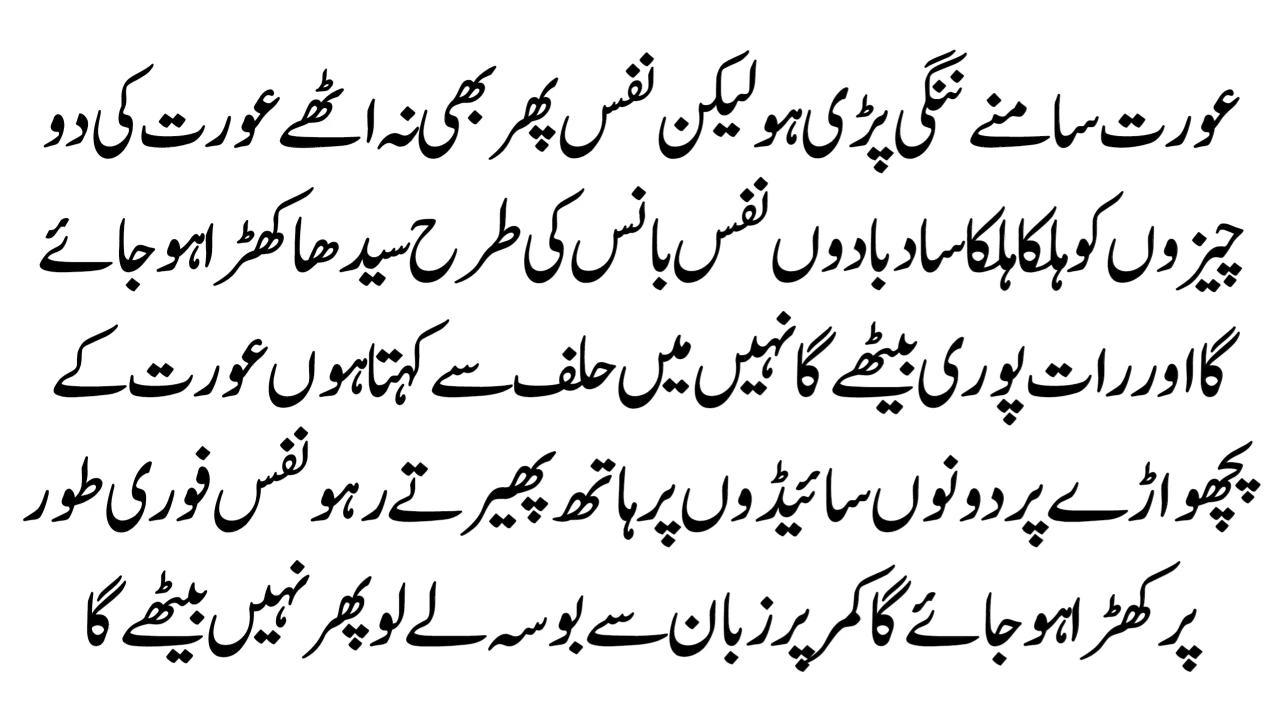 عورت سامنے ننگی پڑی ہو لیکن نفس پھر بھی نہ اٹھے عورت کی دو
چیزوں کو ہلکا ہلکا سا دبا دوں نفس بانس کی طرح سیدھا کھڑا ہو جائے
گا اور رات پوری بیٹھے گا نہیں میں حلف سے کہتا ہوں عورت کے
پچھواڑے پر دونوں سائیڈوں پر ہاتھ پھیرتے رہو نفس فوری طور
پر کھڑا ہو جائے گا کمر پر زبان سے بوسہ لے لو پھر نہیں بیٹھے گا